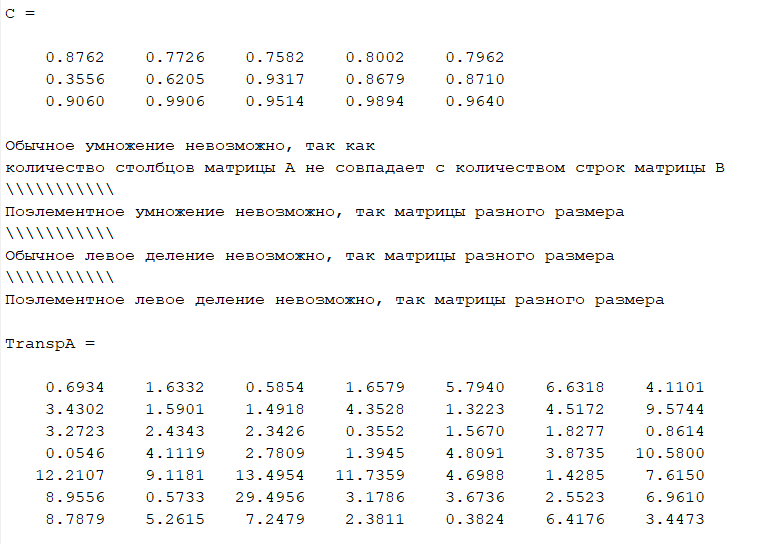 C =
0.8762 0.7726 0.7582 0.8002 0.7962
0.3556 0.6205 0.9317 0.8679 0.8710
0.9060 0.9906 0.9514 0.9894 0.9640
Обычное умножение невозможно, так как
количество столбцов матрицы A не совпадает с количеством строк матрицы B
\\\\\\\\\\\
Поэлементное умножение невозможно, так матрицы разного размера
\\\\\\\\\\\
Обычное левое деление невозможно, так матрицы разного размера
\\\\\\\\\\\
Поэлементное левое деление невозможно, так матрицы разного размера
TranspA =
0.6934 1.6332 0.5854 1.6579 5.7940 6.6318 4.1101
3.4302 1.5901 1.4918 4.3528 1.3223 4.5172 9.5744
3.2723 2.4343 2.3426 0.3552 1.5670 1.8277 0.8614
0.0546 4.1119 2.7809 1.3945 4.8091 3.8735 10.5800
12.2107 9.1181 13.4954 11.7359 4.6988 1.4285 7.6150
8.9556 0.5733 29.4956 3.1786 3.6736 2.5523 6.9610
8.7879 5.2615 7.2479 2.3811 0.3824 6.4176 3.4473